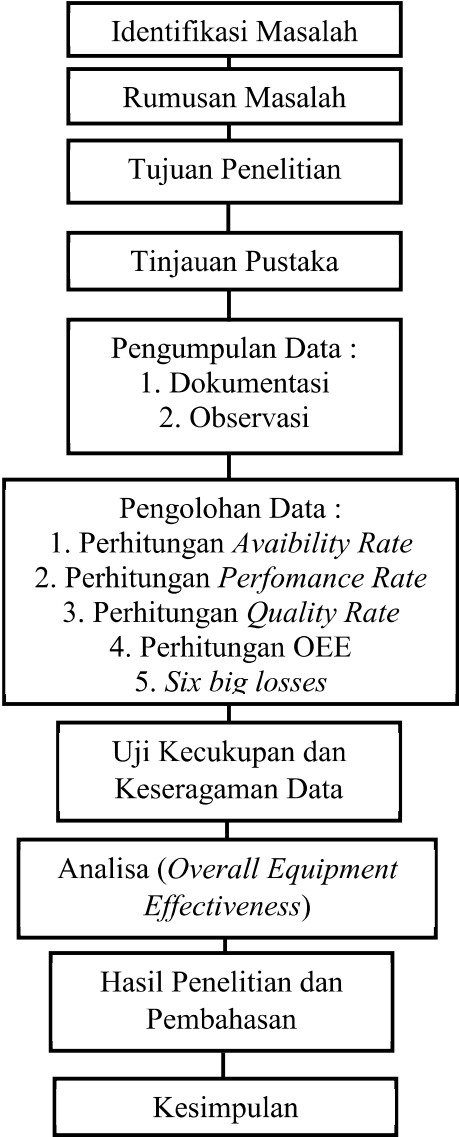 Identifikasi Masalah
Rumusan Masalah
Tujuan Penelitian
Tinjauan Pustaka
Pengumpulan Data :
1. Dokumentasi
2. Observasi
Pengolohan Data :
1. Perhitungan Avaibility Rate
2. Perhitungan Perfomance Rate
3. Perhitungan Quality Rate
4. Perhitungan OEE
5. Six big losses
Uji Kecukupan dan
Keseragaman Data
Analisa (Overall Equipment
Effectiveness)
Hasil Penelitian dan
Pembahasan
Kesimpulan